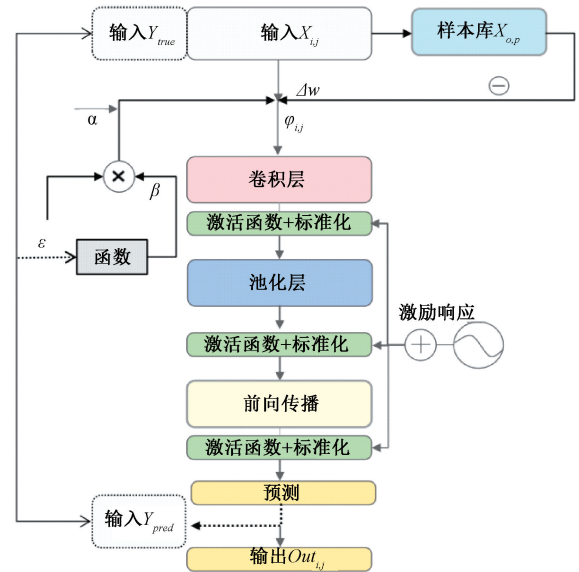 输入Y_true
输入X_i,j
样本库X_o,p
Δw
α
φ_i,j
β
卷积层
激活函数+标准化
ε
函数
池化层
激励响应
激活函数+标准化
前向传播
激活函数+标准化
预测
输入Y_pred
输出Out_i,j